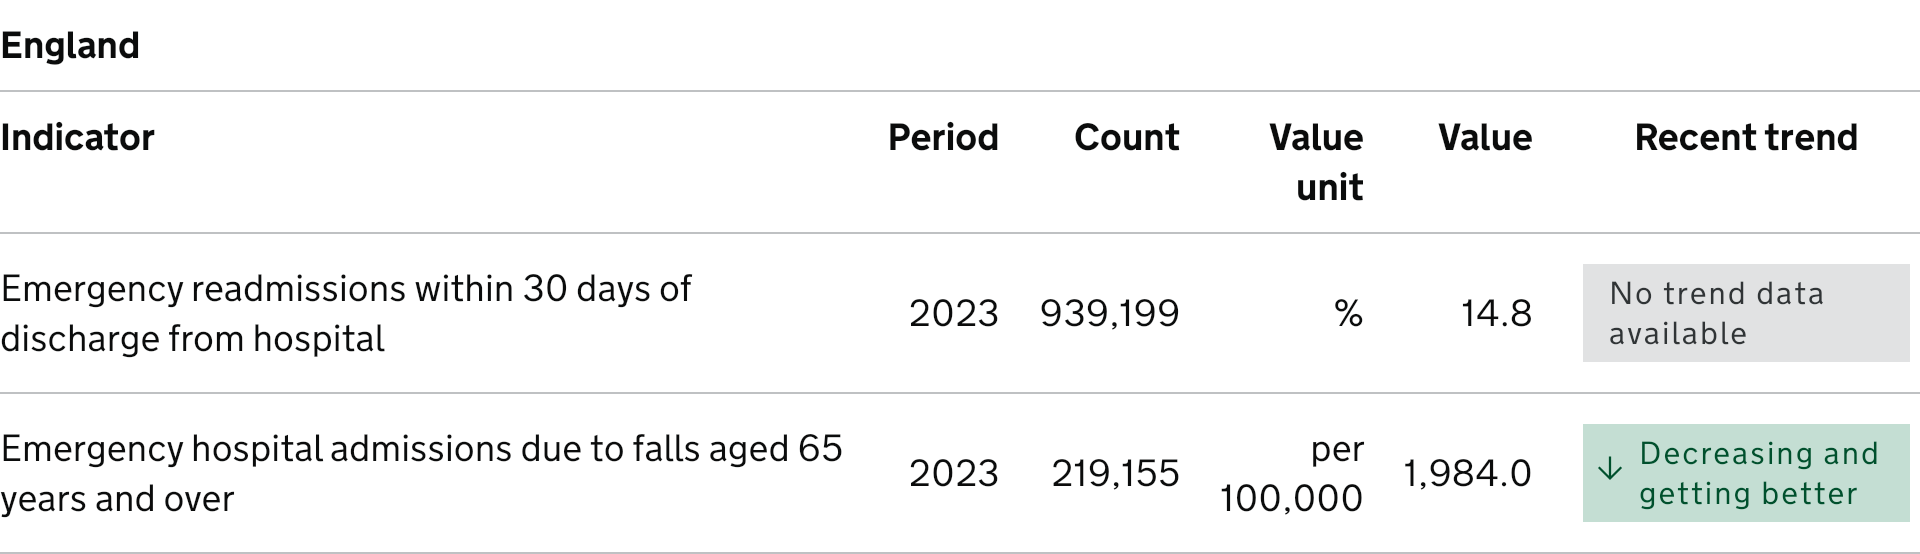 England
Indicator Period Count Value unit Value Recent trend
Emergency readmissions within 30 days of
discharge from hospital
2023 939,199 % 14.8
No trend data
available
Emergency hospital admissions due to falls aged 65
years and over
2023 219,155 per
100,000
1,984.0
↓ Decreasing and
getting better